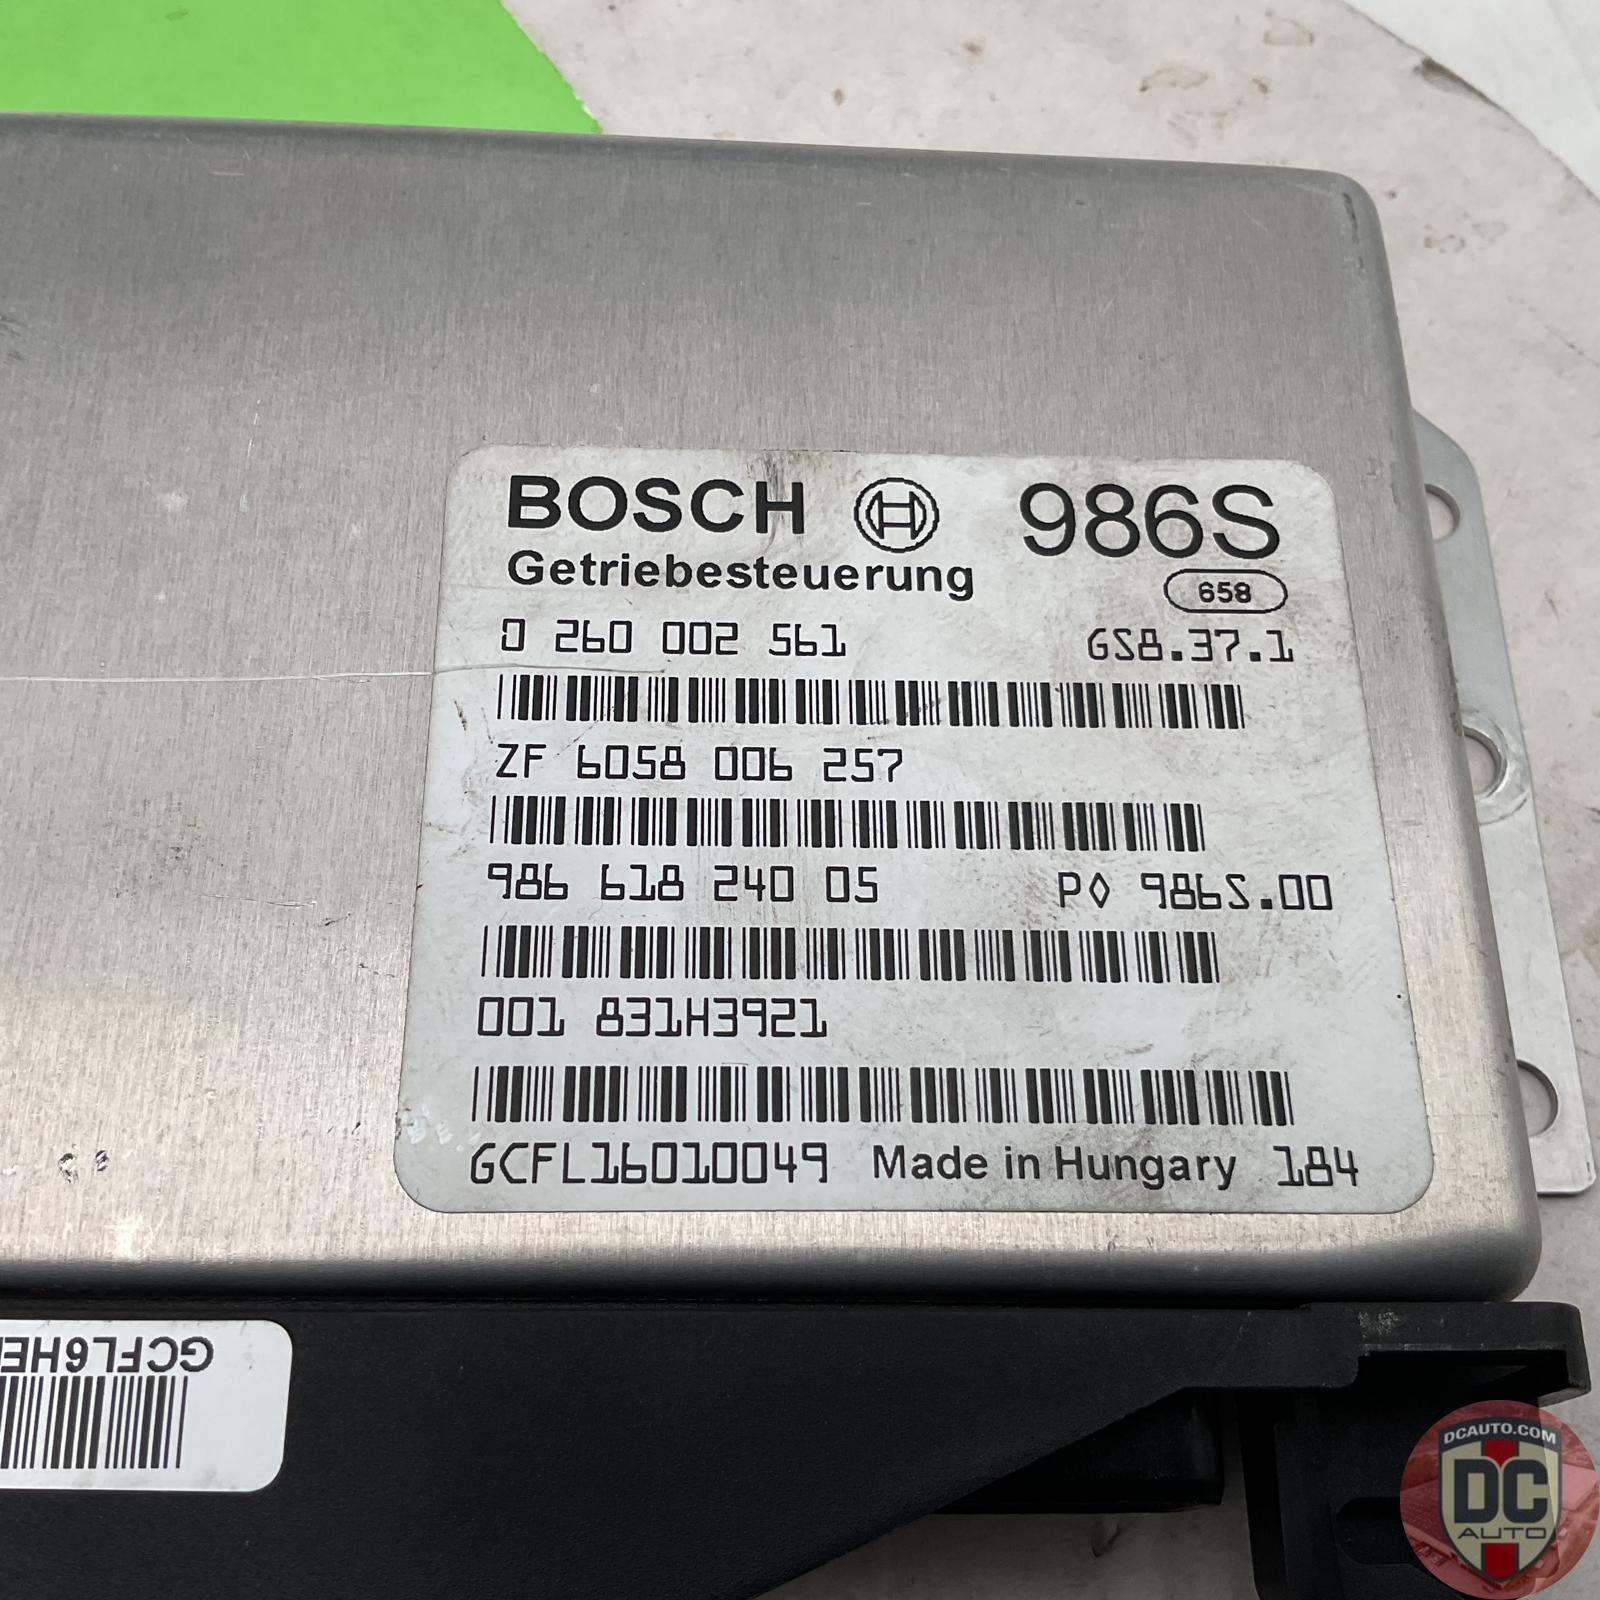 BOSCH 986S
Getriebesteuerung 658
0 260 002 561 GS8.37.1
ZF 6058 006 257
986 618 240 05 P◊ 986S.00
001 831H3921
GCFL16010049 Made in Hungary 184
GCFL6HE
DCAUTO.COM
DC
AUTO